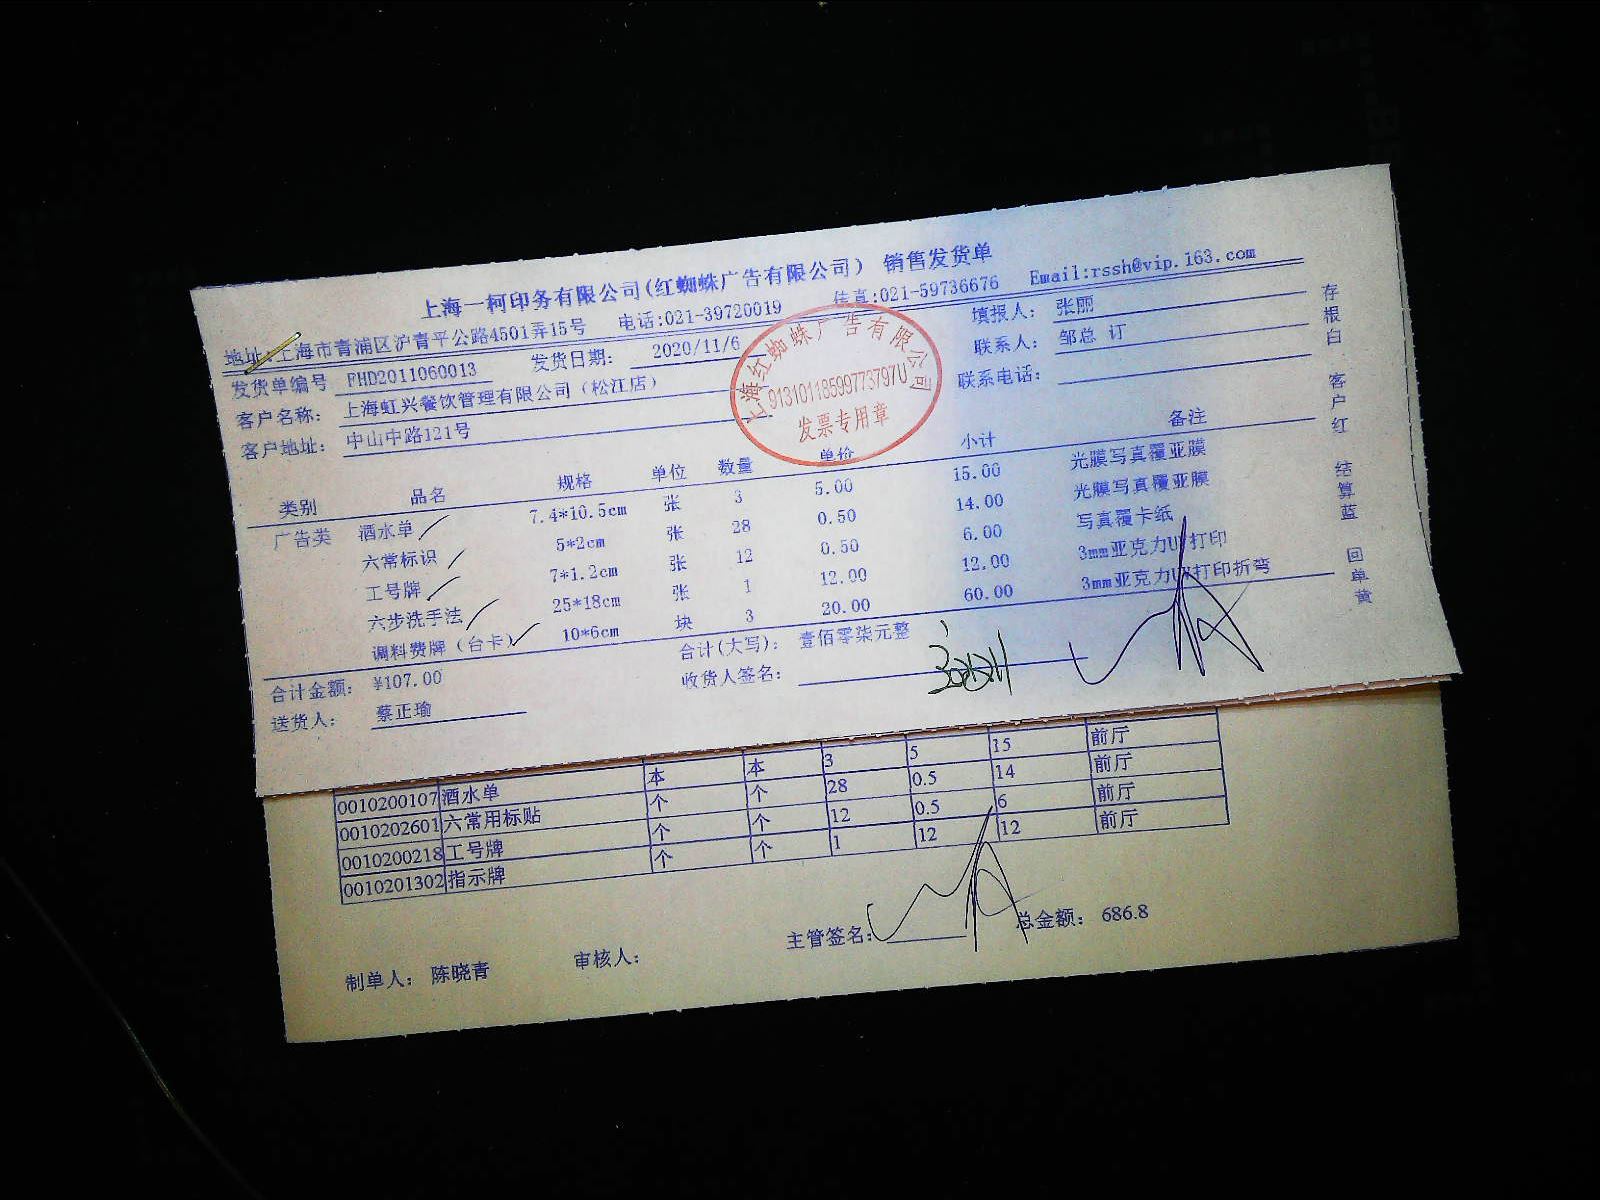 上海一柯印务有限公司(红蜘蛛广告有限公司) 销售发货单
地址:上海市青浦区沪青平公路4501弄15号 电话:021-39720019 传真:021-59736676 Email:rssh@vip.163.com
发货单编号 FHD2011060013 发货日期: 2020/11/6 填报人: 张丽
客户名称: 上海虹兴餐饮管理有限公司（松江店） 联系人: 邹总 订
客户地址: 中山中路121号 联系电话:
上海红蜘蛛广告有限公司
91310118599773797U
发票专用章
类别 品名 规格 单位 数量 单价 小计 备注
广告类 酒水单 7.4*10.5cm 张 3 5.00 15.00 光膜写真覆亚膜
六常标识 5*2cm 张 28 0.50 14.00 光膜写真覆亚膜
工号牌 7*1.2cm 张 12 0.50 6.00 写真覆卡纸
六步洗手法 25*18cm 张 1 12.00 12.00 3mm亚克力UV打印
调料费牌（台卡） 10*6cm 块 3 20.00 60.00 3mm亚克力UV打印折弯
合计金额: ¥107.00 合计(大写): 壹佰零柒元整
送货人: 蔡正瑜 收货人签名:
存根白 客户红 结算蓝 回单黄
0010200107 酒水单 本 本 3 5 15 前厅
0010202601 六常用标贴 个 个 28 0.5 14 前厅
0010200218 工号牌 个 个 12 0.5 6 前厅
0010201302 指示牌 个 个 1 12 12 前厅
制单人: 陈晓青 审核人: 主管签名: 总金额: 686.8